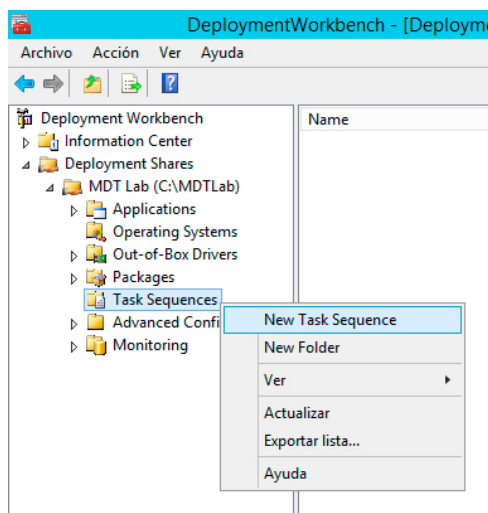 DeploymentWorkbench - [Deployme
Archivo Acción Ver Ayuda
Deployment Workbench
Name
Information Center
Deployment Shares
MDT Lab (C:\MDTLab)
Applications
Operating Systems
Out-of-Box Drivers
Packages
Task Sequences
Advanced Confi
Monitoring
New Task Sequence
New Folder
Ver
Actualizar
Exportar lista...
Ayuda